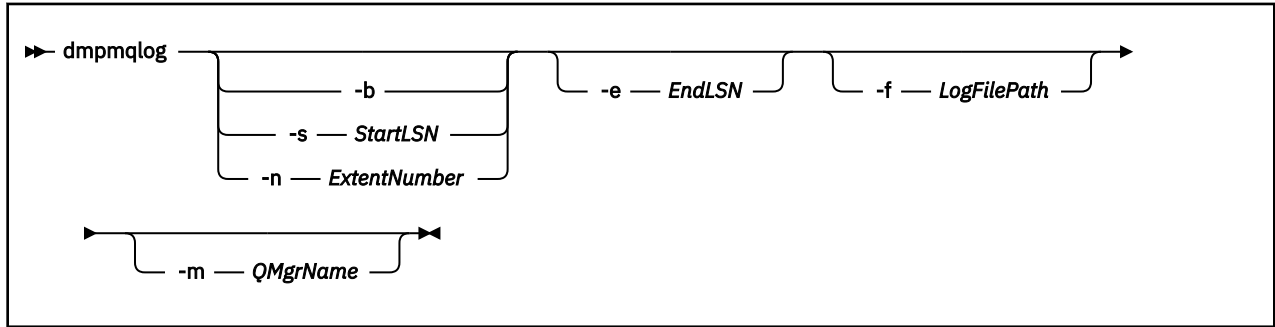 dmpmqlog
-b
-e EndLSN
-f LogFilePath
-s StartLSN
-n ExtentNumber
-m QMgrName